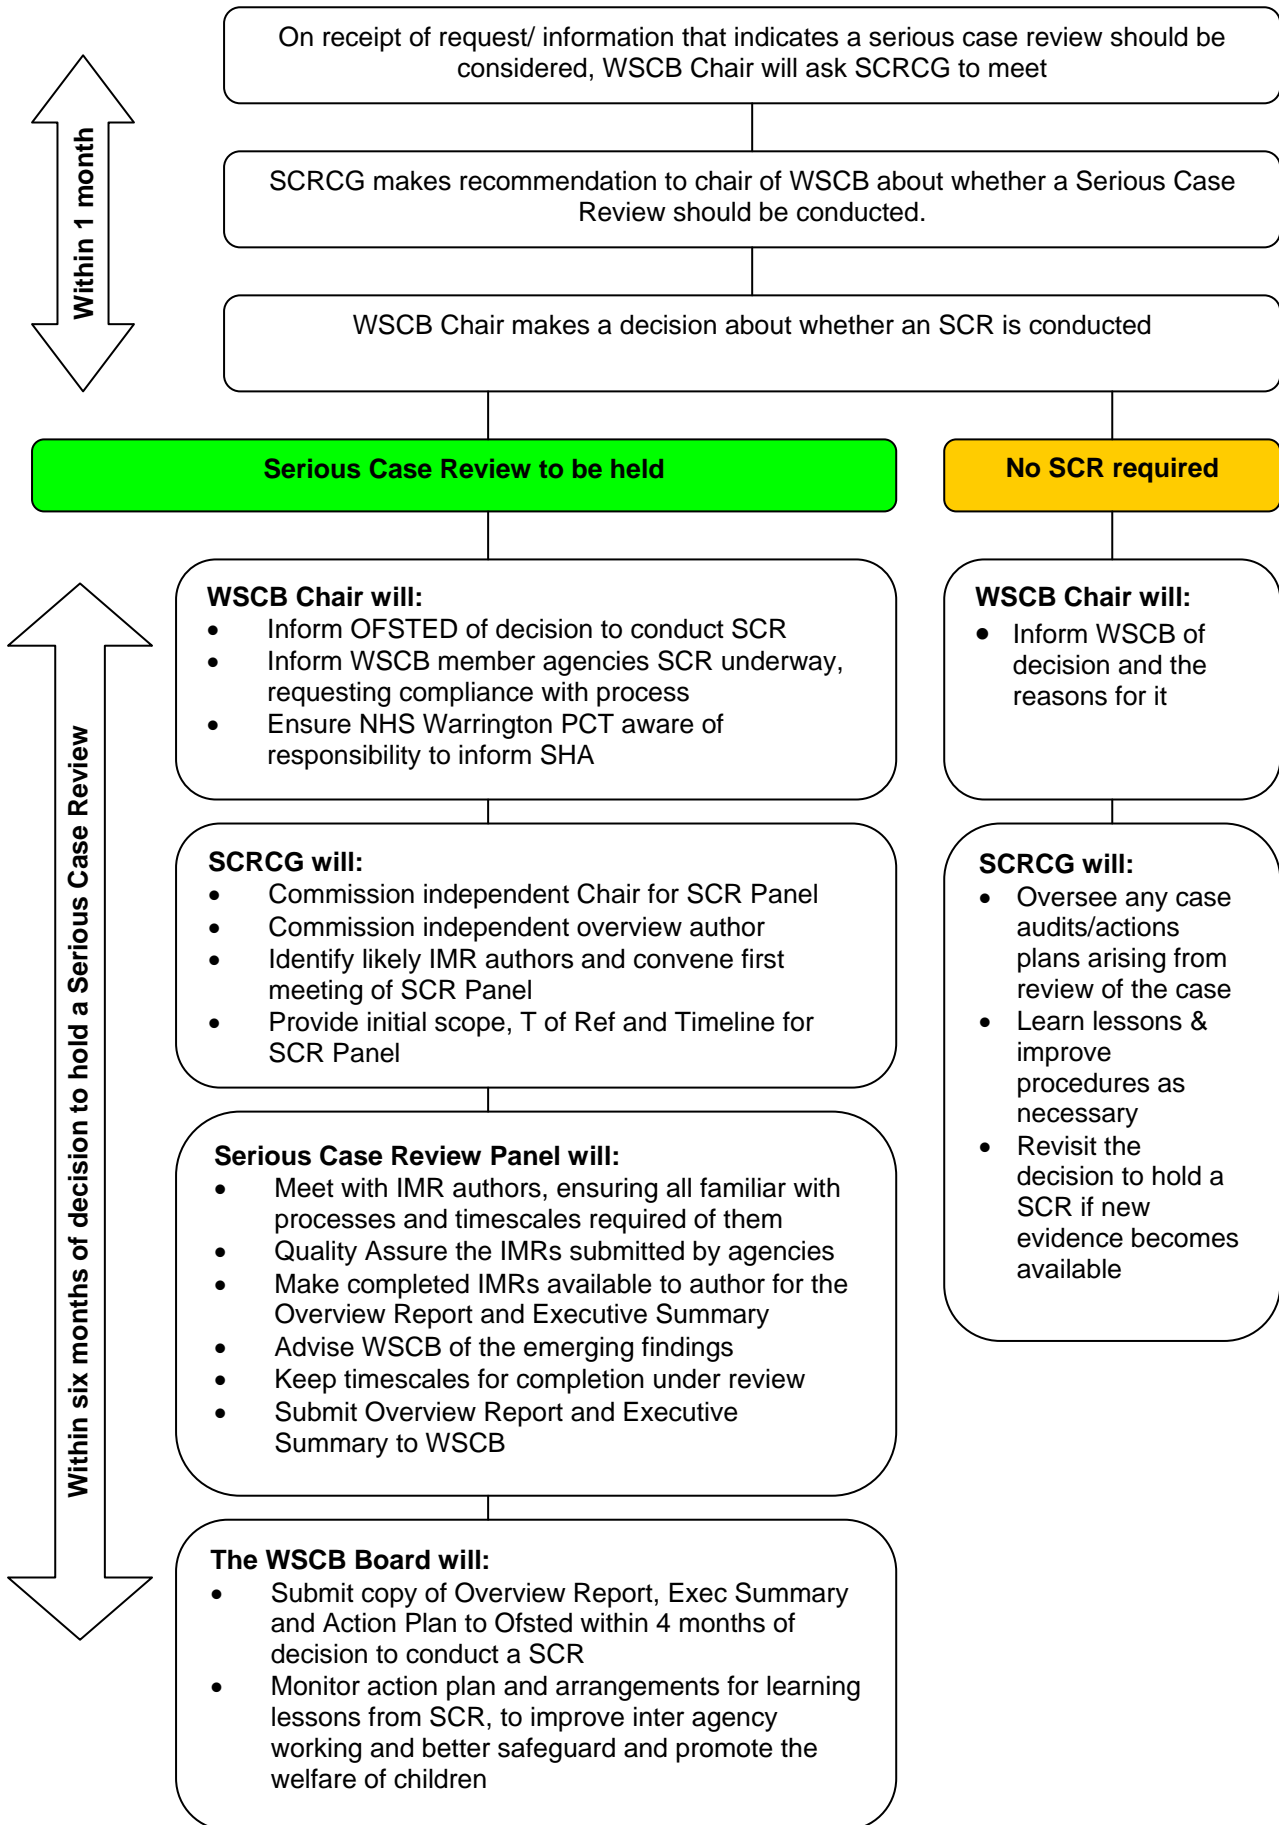 On receipt of request/ information that indicates a serious case review should be
considered, WSCB Chair will ask SCRCG to meet
Within 1 month
SCRCG makes recommendation to chair of WSCB about whether a Serious Case
Review should be conducted.
WSCB Chair makes a decision about whether an SCR is conducted
Serious Case Review to be held
No SCR required
Within six months of decision to hold a Serious Case Review
WSCB Chair will:
• Inform OFSTED of decision to conduct SCR
• Inform WSCB member agencies SCR underway,
requesting compliance with process
• Ensure NHS Warrington PCT aware of
responsibility to inform SHA
SCRCG will:
• Commission independent Chair for SCR Panel
• Commission independent overview author
• Identify likely IMR authors and convene first
meeting of SCR Panel
• Provide initial scope, T of Ref and Timeline for
SCR Panel
Serious Case Review Panel will:
• Meet with IMR authors, ensuring all familiar with
processes and timescales required of them
• Quality Assure the IMRs submitted by agencies
• Make completed IMRs available to author for the
Overview Report and Executive Summary
• Advise WSCB of the emerging findings
• Keep timescales for completion under review
• Submit Overview Report and Executive
Summary to WSCB
The WSCB Board will:
• Submit copy of Overview Report, Exec Summary
and Action Plan to Ofsted within 4 months of
decision to conduct a SCR
• Monitor action plan and arrangements for learning
lessons from SCR, to improve inter agency
working and better safeguard and promote the
welfare of children
WSCB Chair will:
• Inform WSCB of
decision and the
reasons for it
SCRCG will:
• Oversee any case
audits/actions
plans arising from
review of the case
• Learn lessons &
improve
procedures as
necessary
• Revisit the
decision to hold a
SCR if new
evidence becomes
available